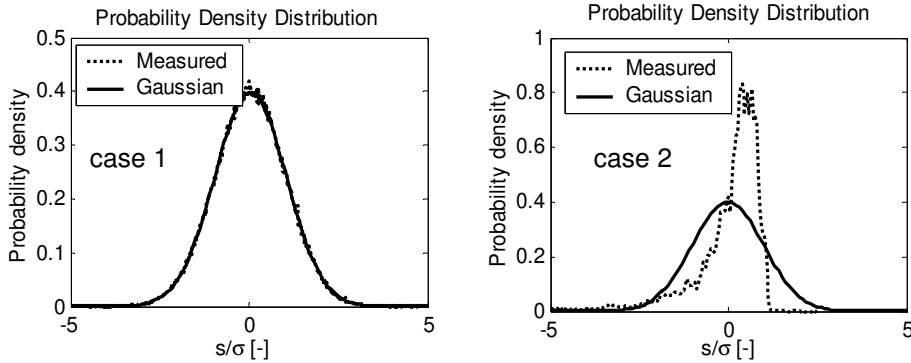 Probability Density Distribution
0.5
0.4
0.3
0.2
0.1
0
Probability density
Measured
Gaussian
case 1
-5
0
5
s/σ [-]
Probability Density Distribution
1
0.8
0.6
0.4
0.2
0
Probability density
Measured
Gaussian
case 2
-5
0
5
s/σ [-]